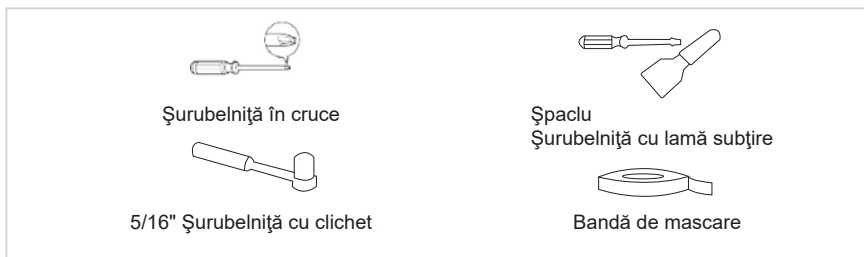 Şurubelniţă în cruce
Şpaclu
Şurubelniţă cu lamă subţire
5/16" Şurubelniţă cu clichet
Bandă de mascare